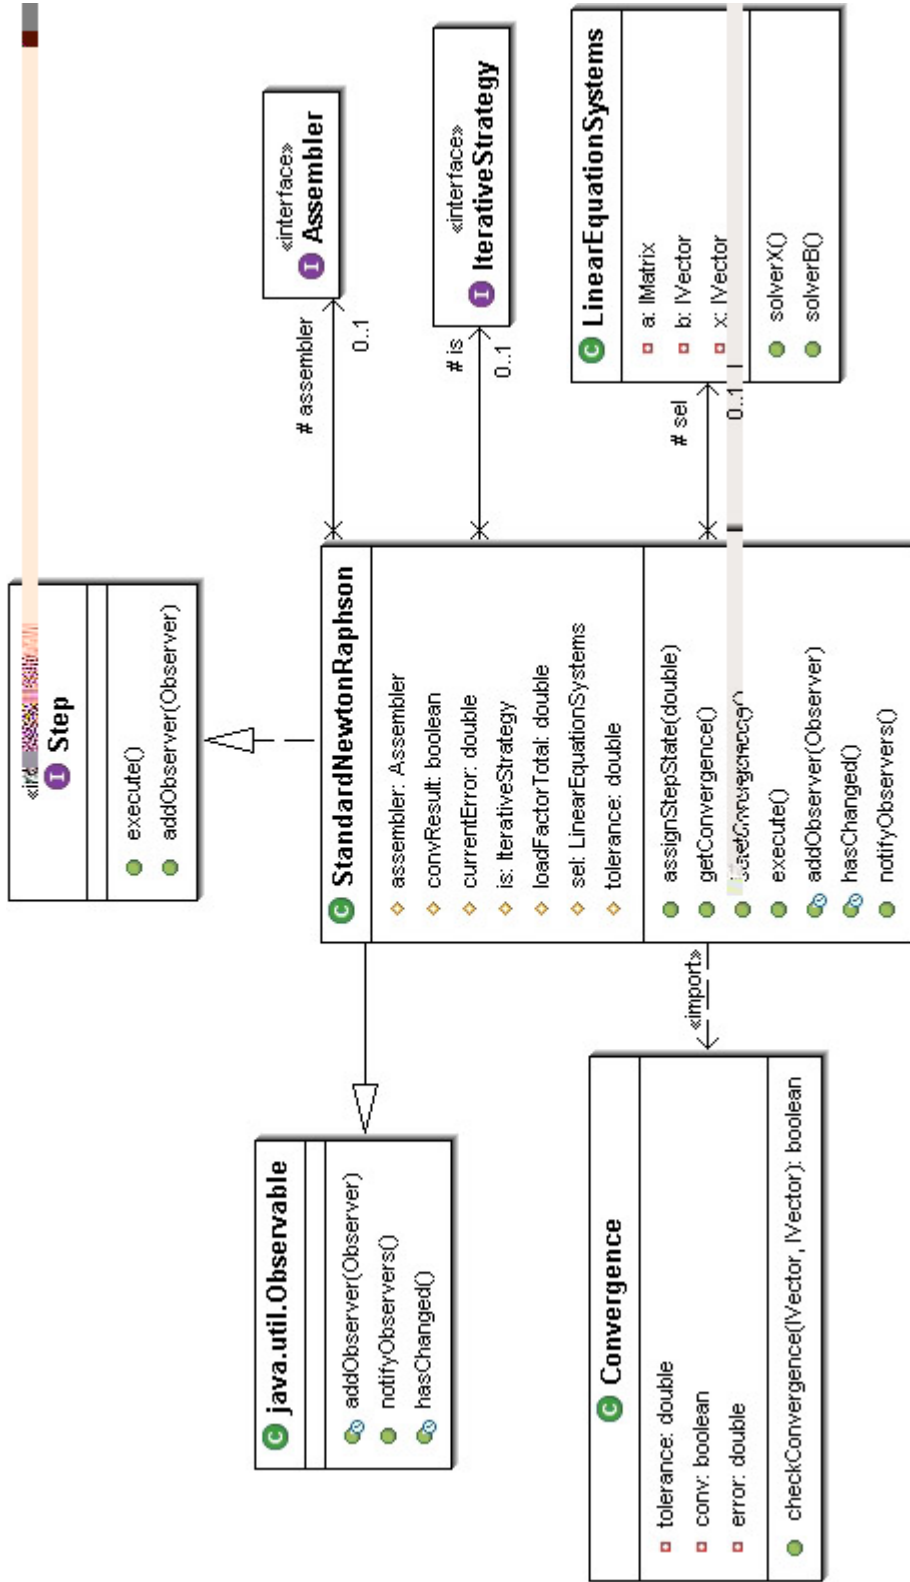 Step
execute()
addObserver(Observer)
java.util.Observable
addObserver(Observer)
notifyObservers()
hasChanged()
StandardNewtonRaphson
assembler: Assembler
convResult: boolean
currentError: double
is: IterativeStrategy
loadFactorTotal: double
sel: LinearEquationSystems
tolerance: double
assignStepState(double)
getConvergence()
execute()
addObserver(Observer)
hasChanged()
notifyObservers()
# assembler
0..1
«interface»
Assembler
# is
0..1
«interface»
IterativeStrategy
# sel
0..1
LinearEquationSystems
a: IMatrix
b: IVector
x: IVector
solverX()
solverB()
«import»
Convergence
tolerance: double
conv: boolean
error: double
checkConvergence(IVector, IVector): boolean